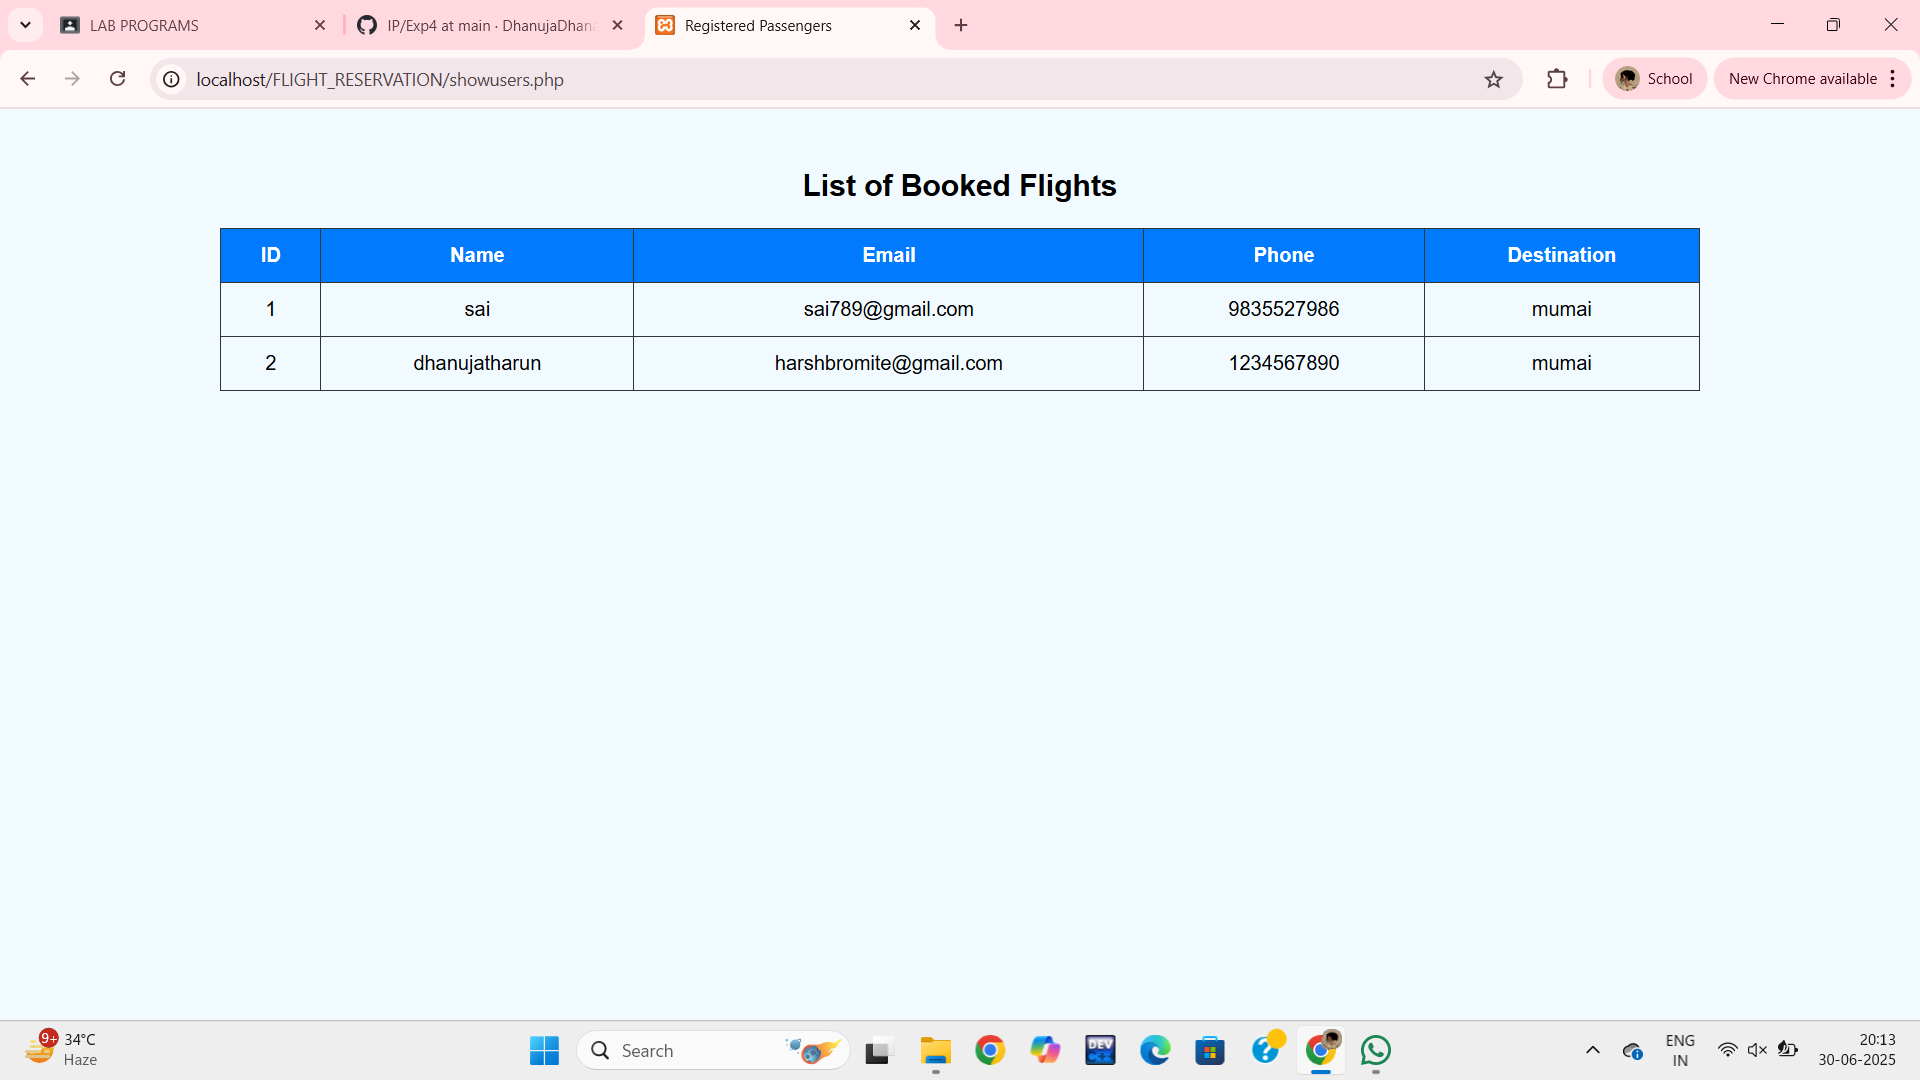 LAB PROGRAMS
IP/Exp4 at main · DhanujaDhana
Registered Passengers
localhost/FLIGHT_RESERVATION/showusers.php
School
New Chrome available
List of Booked Flights
ID Name Email Phone Destination
1 sai sai789@gmail.com 9835527986 mumai
2 dhanujatharun harshbromite@gmail.com 1234567890 mumai
9+
34°C
Haze
Search
DEV
ENG
IN
20:13
30-06-2025